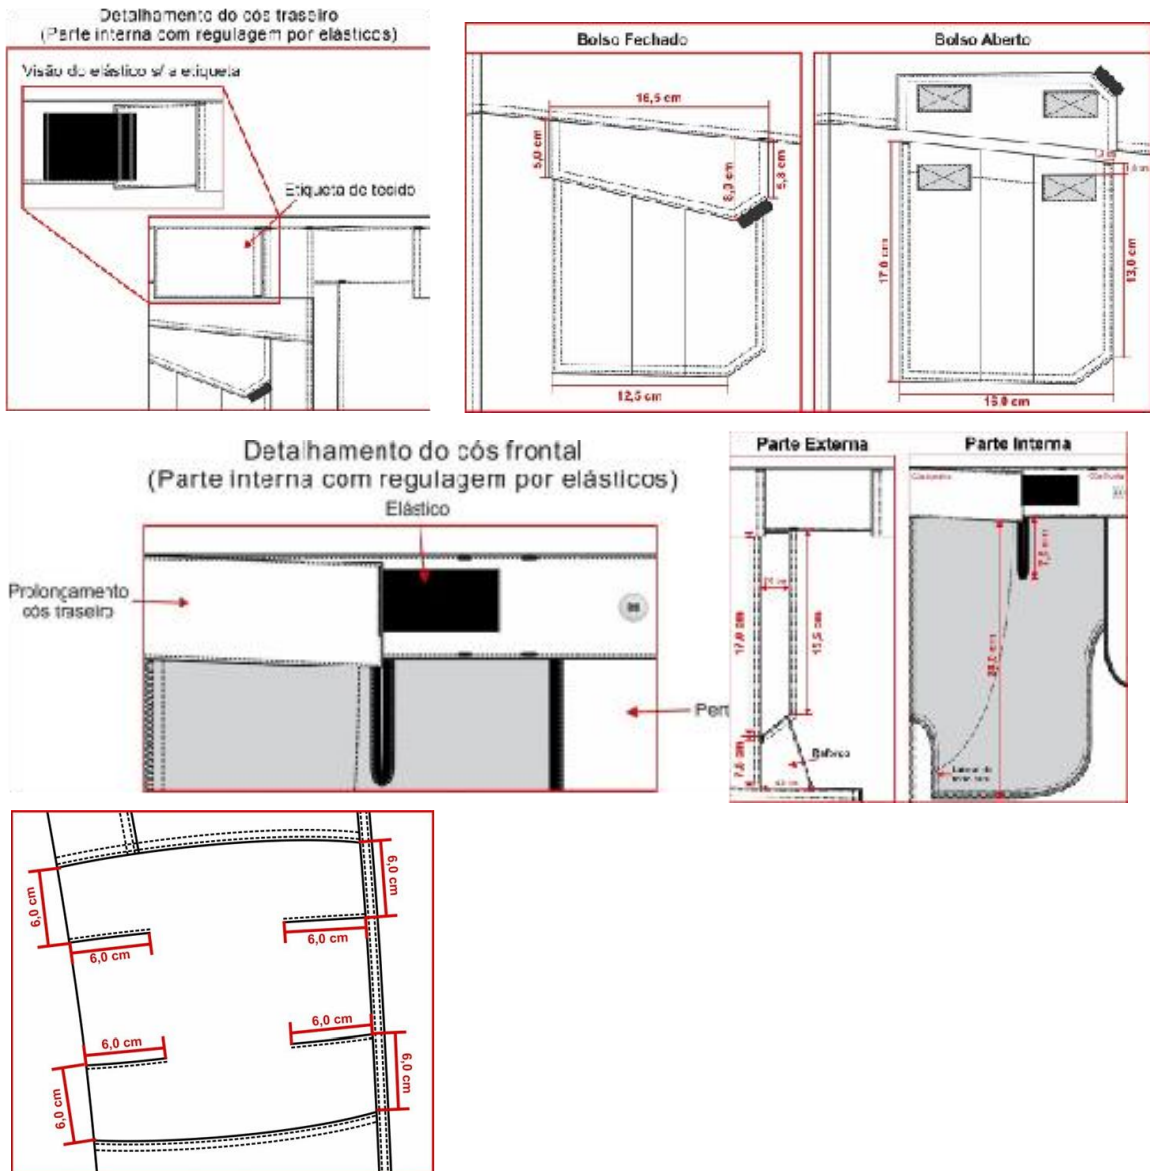 Detalhamento do cós traseiro
(Parte interna com regulagem por elásticos)
Visão do elástico s/ a etiqueta
Etiqueta de tecido
Bolso Fechado
16,5 cm
5,0 cm
5,8 cm
12,5 cm
Bolso Aberto
17,0 cm
13,0 cm
16,0 cm
Detalhamento do cós frontal
(Parte interna com regulagem por elásticos)
Elástico
Prolongamento
cós traseiro
Parte Externa
17,0 cm
15,5 cm
7,0 cm
Reforço
Parte Interna
6,0 cm
6,0 cm
6,0 cm
6,0 cm
6,0 cm
6,0 cm
6,0 cm
6,0 cm